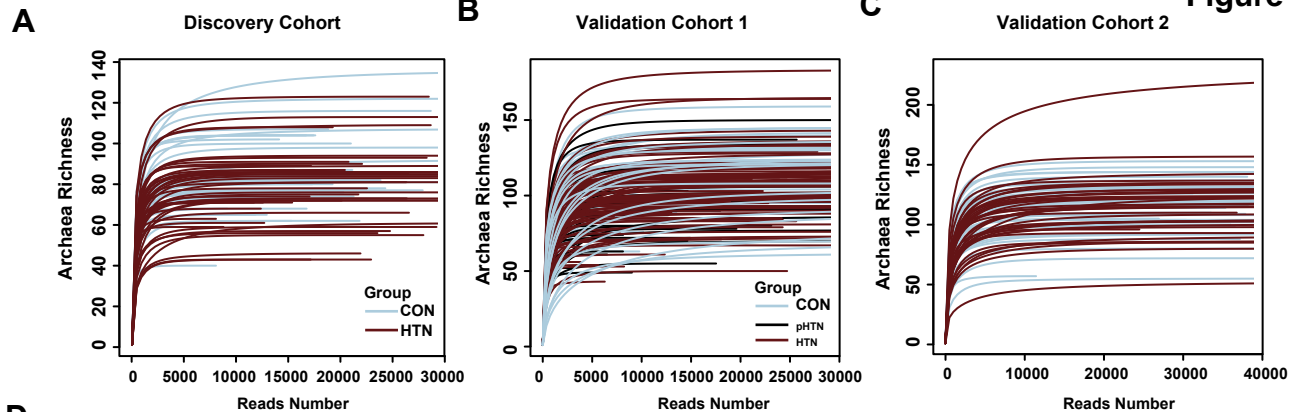 Figure
A
Discovery Cohort
Archaea Richness
0 20 40 60 80 100 120 140
Group
CON
HTN
0 5000 10000 15000 20000 25000 30000
Reads Number
B
Validation Cohort 1
Archaea Richness
0 50 100 150
Group
CON
pHTN
HTN
0 5000 10000 15000 20000 25000 30000
Reads Number
C
Validation Cohort 2
Archaea Richness
0 50 100 150 200
0 10000 20000 30000 40000
Reads Number